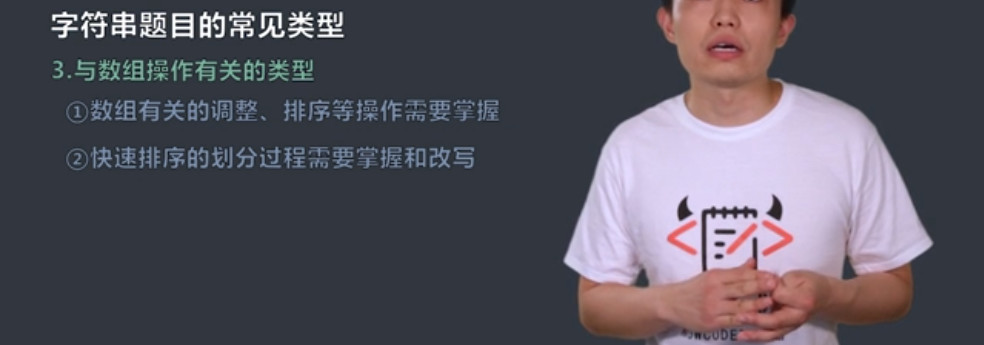 字符串题目的常见类型
3.与数组操作有关的类型
①数组有关的调整、排序等操作需要掌握
②快速排序的划分过程需要掌握和改写